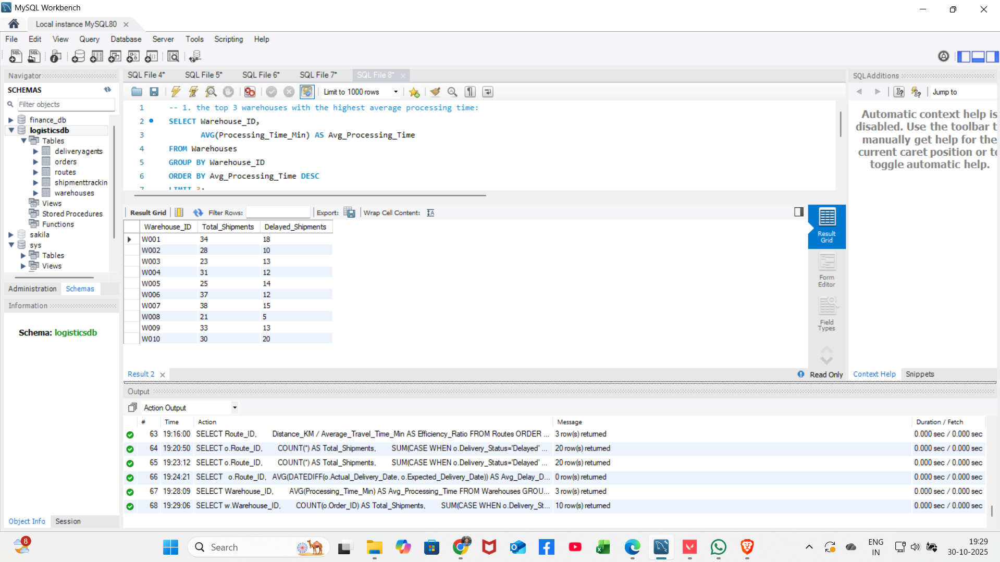 MySQL Workbench
Local instance MySQL80
File Edit View Query Database Server Tools Scripting Help
Navigator
SCHEMAS
Filter objects
finance_db
logisticsdb
Tables
deliveryagents
orders
routes
shipmenttrackin
warehouses
Views
Stored Procedures
Functions
sakila
sys
Tables
Views
Administration Schemas
Information
Schema: logisticsdb
Object Info Session
SQL File 4* SQL File 5* SQL File 6* SQL File 7* SQL File 8*
Limit to 1000 rows
1 -- 1. the top 3 warehouses with the highest average processing time:
2 SELECT Warehouse_ID,
3 AVG(Processing_Time_Min) AS Avg_Processing_Time
4 FROM Warehouses
5 GROUP BY Warehouse_ID
6 ORDER BY Avg_Processing_Time DESC
7 LIMIT 3;
Result Grid Filter Rows: Export: Wrap Cell Content:
Warehouse_ID Total_Shipments Delayed_Shipments
W001 34 18
W002 28 10
W003 23 13
W004 31 12
W005 25 14
W006 37 12
W007 38 15
W008 21 5
W009 33 13
W010 30 20
Result
Grid
Form
Editor
Field
Types
Result 2
Read Only
SQLAdditions
Jump to
Automatic context help is
disabled. Use the toolbar t
manually get help for the
current caret position or to
toggle automatic help.
Context Help Snippets
Output
Action Output
# Time Action Message Duration / Fetch
63 19:16:00 SELECT Route_ID, Distance_KM / Average_Travel_Time_Min AS Efficiency_Ratio FROM Routes ORDER ... 3 row(s) returned 0.000 sec / 0.000 sec
64 19:20:50 SELECT o.Route_ID, COUNT(*) AS Total_Shipments, SUM(CASE WHEN o.Delivery_Status='Delayed' ... 20 row(s) returned 0.000 sec / 0.000 sec
65 19:23:12 SELECT o.Route_ID, COUNT(*) AS Total_Shipments, SUM(CASE WHEN o.Delivery_Status='Delayed' ... 20 row(s) returned 0.000 sec / 0.000 sec
66 19:24:21 SELECT o.Route_ID, AVG(DATEDIFF(o.Actual_Delivery_Date, o.Expected_Delivery_Date)) AS Avg_Delay_D... 0 row(s) returned 0.000 sec / 0.000 sec
67 19:28:09 SELECT Warehouse_ID, AVG(Processing_Time_Min) AS Avg_Processing_Time FROM Warehouses GROU... 3 row(s) returned 0.000 sec / 0.000 sec
68 19:29:06 SELECT w.Warehouse_ID, COUNT(o.Order_ID) AS Total_Shipments, SUM(CASE WHEN o.Delivery_St... 10 row(s) returned 0.000 sec / 0.000 sec
8
Search
ENG
IN
19:29
30-10-2025